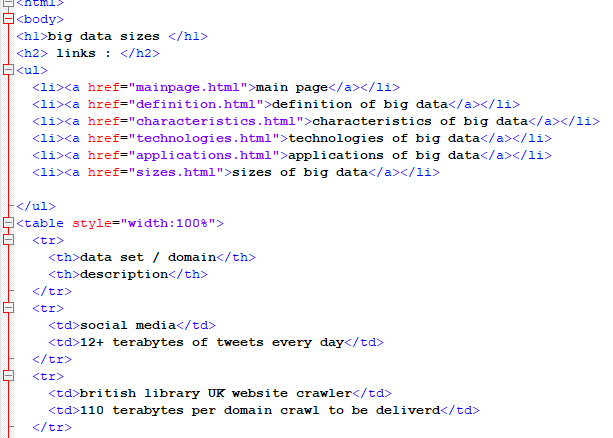 <html>
<body>
<h1>big data sizes </h1>
<h2> links : </h2>
<ul>
<li><a href="mainpage.html">main page</a></li>
<li><a href="definition.html">definition of big data</a></li>
<li><a href="characteristics.html">characteristics of big data</a></li>
<li><a href="technologies.html">technologies of big data</a></li>
<li><a href="applications.html">applications of big data</a></li>
<li><a href="sizes.html">sizes of big data</a></li>
</ul>
<table style="width:100%">
<tr>
<th>data set / domain</th>
<th>description</th>
</tr>
<tr>
<td>social media</td>
<td>12+ terabytes of tweets every day</td>
</tr>
<tr>
<td>british library UK website crawler</td>
<td>110 terabytes per domain crawl to be deliverd</td>
</tr>